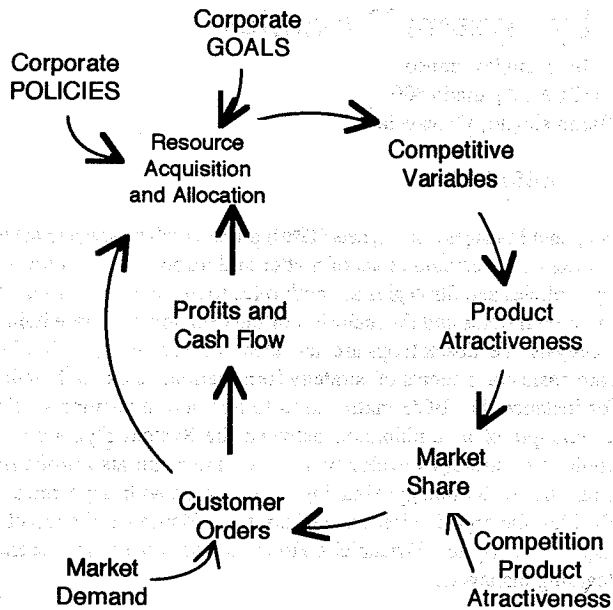 Corporate
GOALS
Corporate
POLICIES
Resource
Acquisition
and Allocation
Competitive
Variables
Profits and
Cash Flow
Product
Atractiveness
Market
Share
Customer
Orders
Market
Demand
Competition
Product
Atractiveness